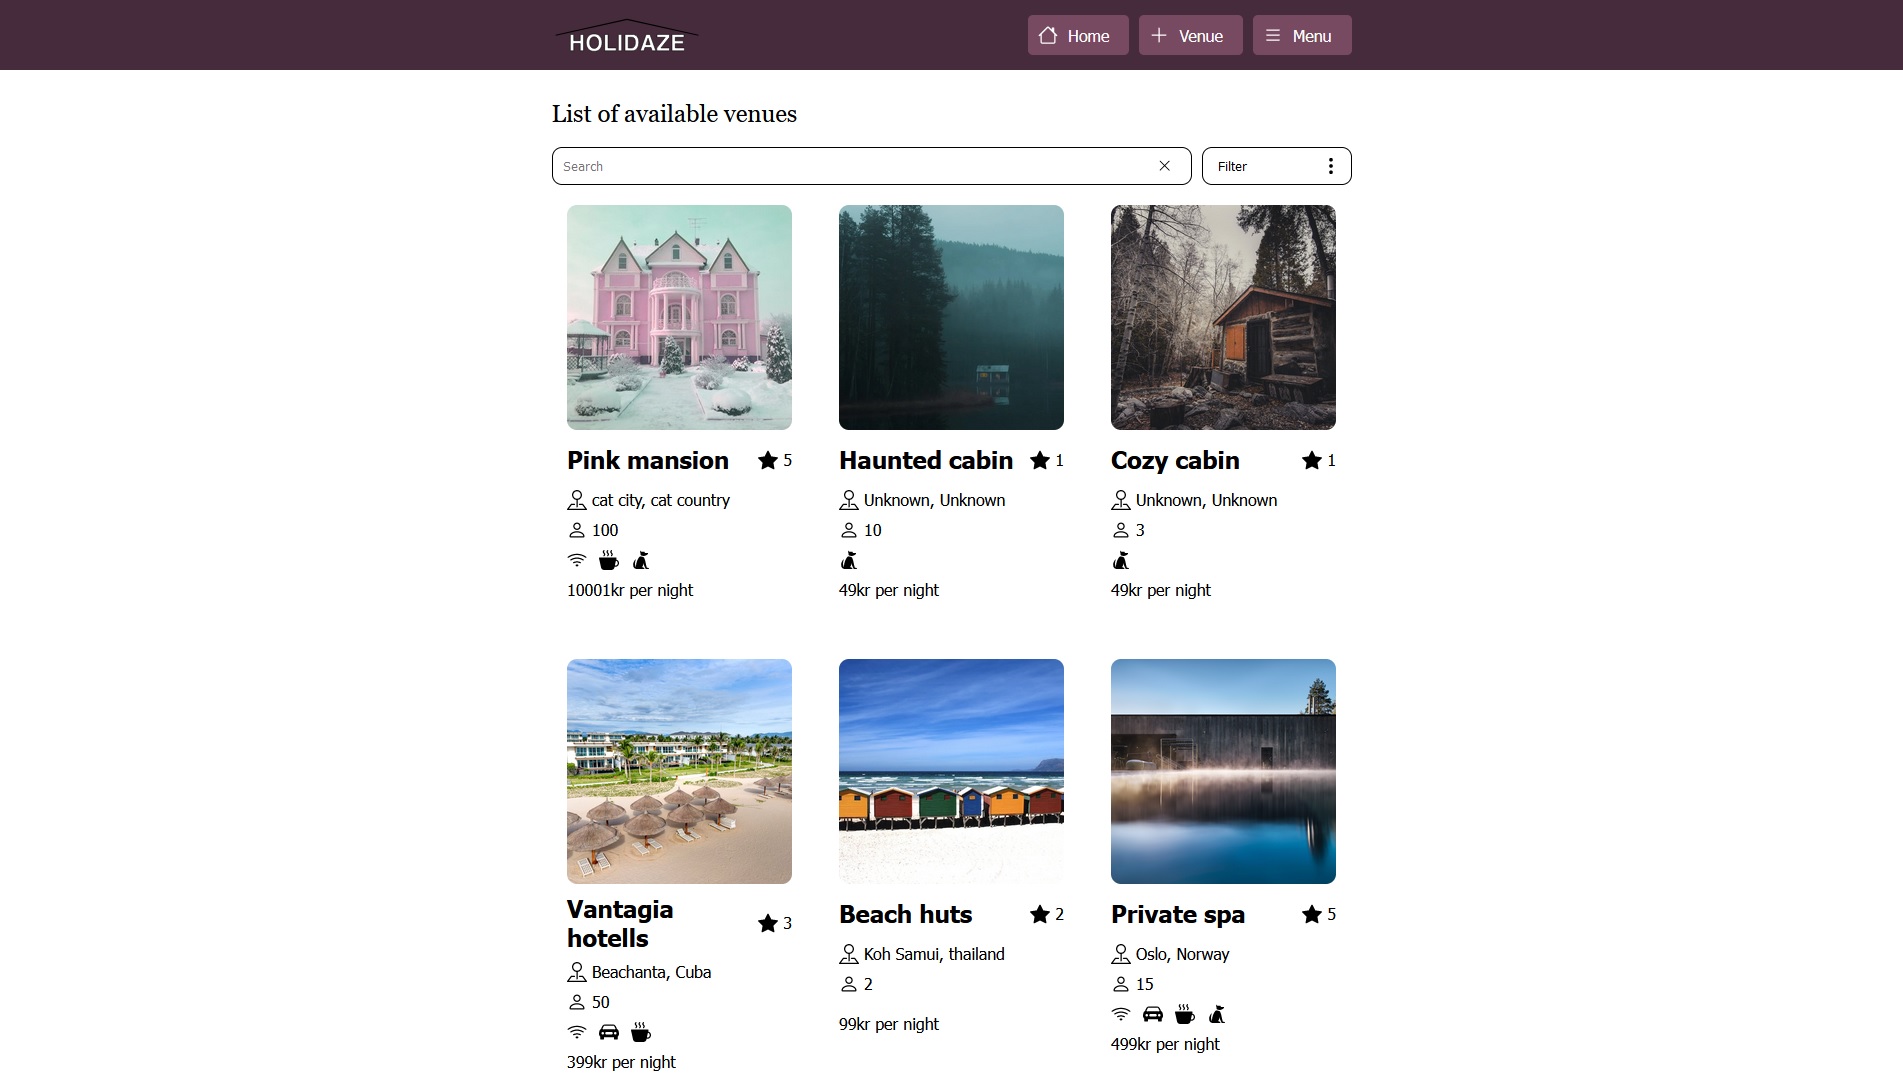 HOLIDAZE
Home
Venue
Menu
List of available venues
Search
Filter
Pink mansion
5
cat city, cat country
100
10001kr per night
Haunted cabin
1
Unknown, Unknown
10
49kr per night
Cozy cabin
1
Unknown, Unknown
3
49kr per night
Vantagia
hotells
3
Beachanta, Cuba
50
399kr per night
Beach huts
2
Koh Samui, thailand
2
99kr per night
Private spa
5
Oslo, Norway
15
499kr per night